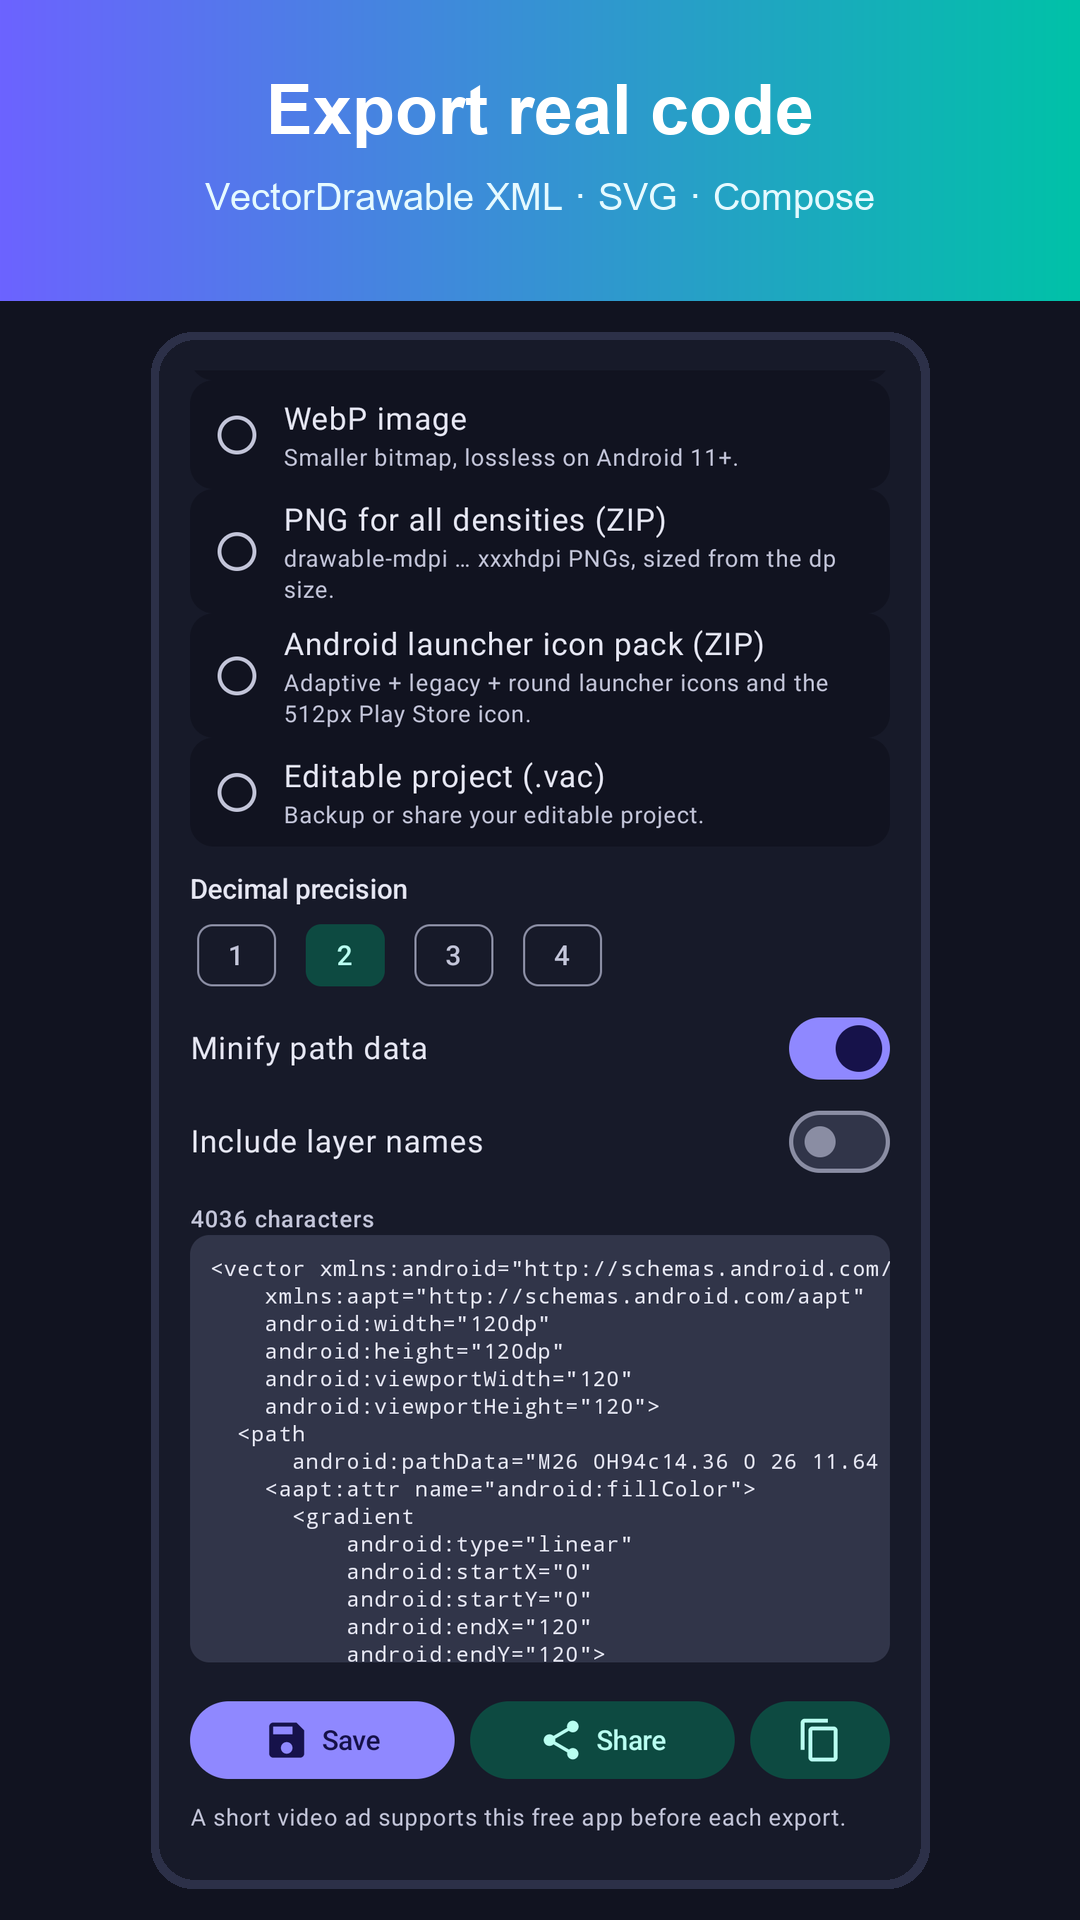 Export real code
VectorDrawable XML · SVG · Compose
WebP image
Smaller bitmap, lossless on Android 11+.
PNG for all densities (ZIP)
drawable-mdpi … xxxhdpi PNGs, sized from the dp
size.
Android launcher icon pack (ZIP)
Adaptive + legacy + round launcher icons and the
512px Play Store icon.
Editable project (.vac)
Backup or share your editable project.
Decimal precision
1 2 3 4
Minify path data
Include layer names
4036 characters
<vector xmlns:android="http://schemas.android.com/
xmlns:aapt="http://schemas.android.com/aapt"
android:width="120dp"
android:height="120dp"
android:viewportWidth="120"
android:viewportHeight="120">
<path
android:pathData="M26 0H94c14.36 0 26 11.64
<aapt:attr name="android:fillColor">
<gradient
android:type="linear"
android:startX="0"
android:startY="0"
android:endX="120"
android:endY="120">
Save Share
A short video ad supports this free app before each export.